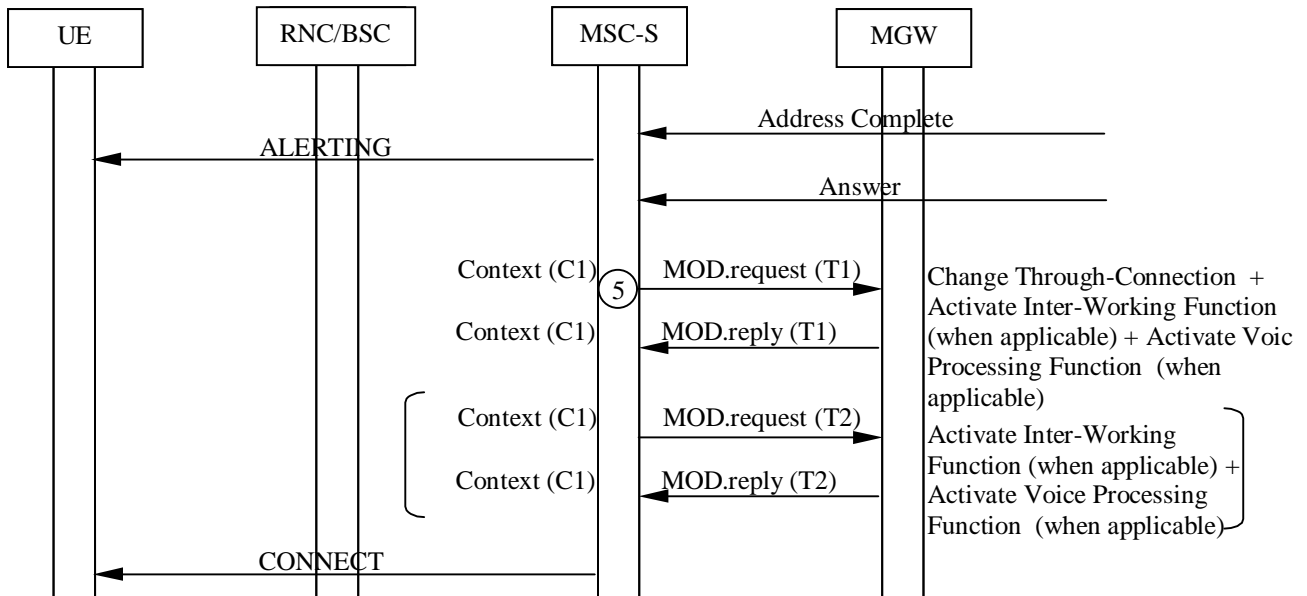 UE
RNC/BSC
MSC-S
MGW
Address Complete
ALERTING
Answer
Context (C1)
5
MOD.request (T1)
Change Through-Connection +
Activate Inter-Working Function
(when applicable) + Activate Voic
Processing Function (when
applicable)
Context (C1)
MOD.reply (T1)
Context (C1)
MOD.request (T2)
Activate Inter-Working
Function (when applicable) +
Activate Voice Processing
Function (when applicable)
Context (C1)
MOD.reply (T2)
CONNECT